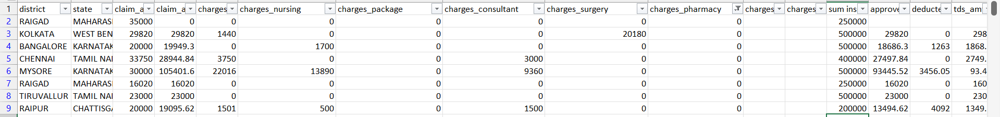 1 district state claim_a claim_a charges charges_nursing charges_package charges_consultant charges_surgery charges_pharmacy charges charges sum ins approve deducte tds_am
2 RAIGAD MAHARAS 35000 0 0 0 0 0 0 0 250000
3 KOLKATA WEST BEN 29820 29820 1440 0 0 0 20180 0 500000 29820 0 298
4 BANGALORE KARNATAK 20000 19949.3 0 1700 0 0 0 0 500000 18686.3 1263 1868.
5 CHENNAI TAMIL NA 33750 28944.84 3750 0 0 3000 0 0 400000 27497.84 0 2749.
6 MYSORE KARNATAK 30000 105401.6 22016 13890 0 9360 0 0 500000 93445.52 3456.05 93.4
7 RAIGAD MAHARAS 16020 16020 0 0 0 0 0 0 250000 16020 0 160
8 TIRUVALLUR TAMIL NA 23000 23000 0 0 0 0 0 0 500000 23000 0 230
9 RAIPUR CHATTISG 20000 19095.62 1501 500 0 1500 0 0 200000 13494.62 4092 1349.